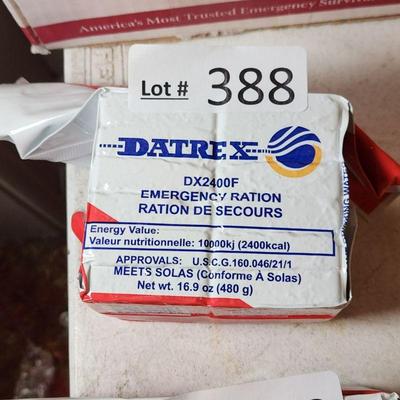 America's Most Trusted Emergency Surviv
Lot # 388
DATREX
DX2400F
EMERGENCY RATION
RATION DE SECOURS
Energy Value:
Valeur nutritionnelle: 10000kj (2400kcal)
APPROVALS: U.S.C.G.160.046/21/1
MEETS SOLAS (Conforme À Solas)
Net wt. 16.9 oz (480 g)